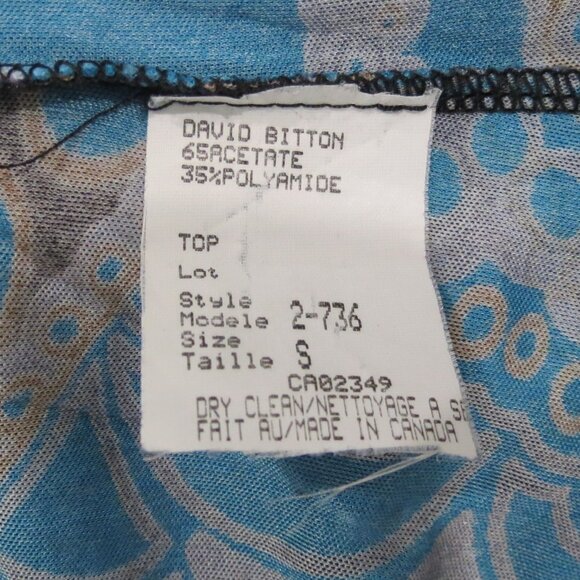 DAVID BITTON
65ACETATE
35%POLYAMIDE
TOP
Lot
Style
Modele 2-736
Size
Taille S
CA02349
DRY CLEAN/NETTOYAGE A
FAIT AU/MADE IN CANADA